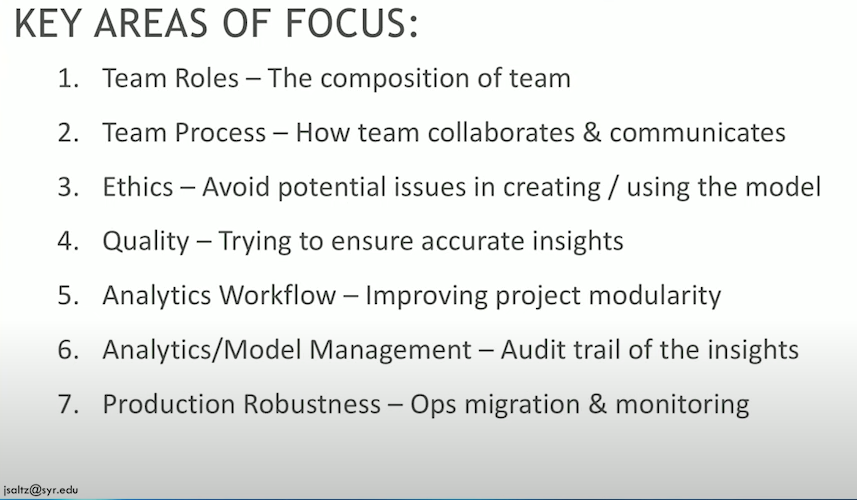 KEY AREAS OF FOCUS:
1. Team Roles – The composition of team
2. Team Process – How team collaborates & communicates
3. Ethics – Avoid potential issues in creating / using the model
4. Quality – Trying to ensure accurate insights
5. Analytics Workflow – Improving project modularity
6. Analytics/Model Management – Audit trail of the insights
7. Production Robustness – Ops migration & monitoring
jsaltz@syr.edu